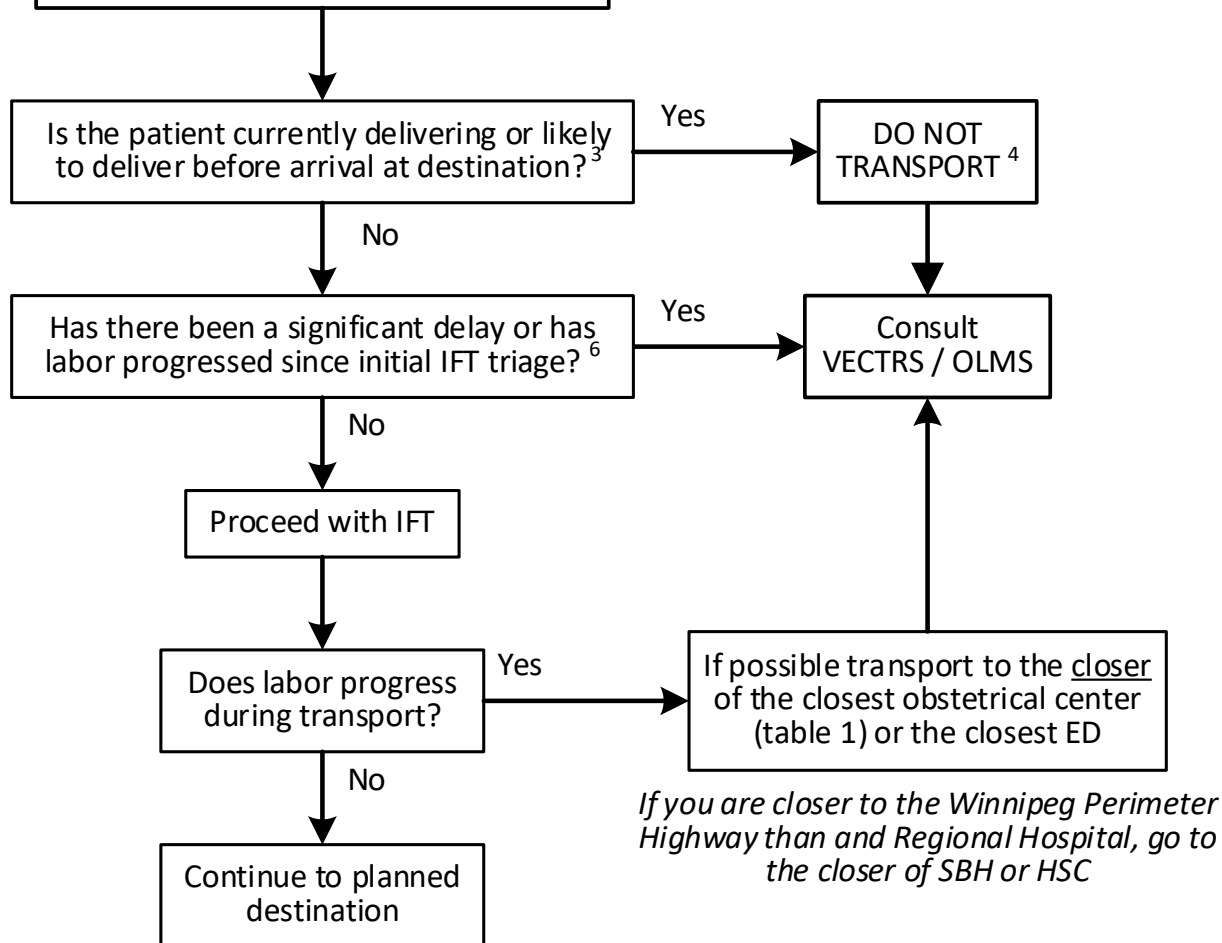 Is the patient currently delivering or likely
to deliver before arrival at destination? 3
Yes
DO NOT
TRANSPORT 4
No
Has there been a significant delay or has
labor progressed since initial IFT triage? 6
Yes
Consult
VECTRS / OLMS
No
Proceed with IFT
Does labor progress
during transport?
Yes
If possible transport to the closer
of the closest obstetrical center
(table 1) or the closest ED
No
If you are closer to the Winnipeg Perimeter
Highway than and Regional Hospital, go to
the closer of SBH or HSC
Continue to planned
destination